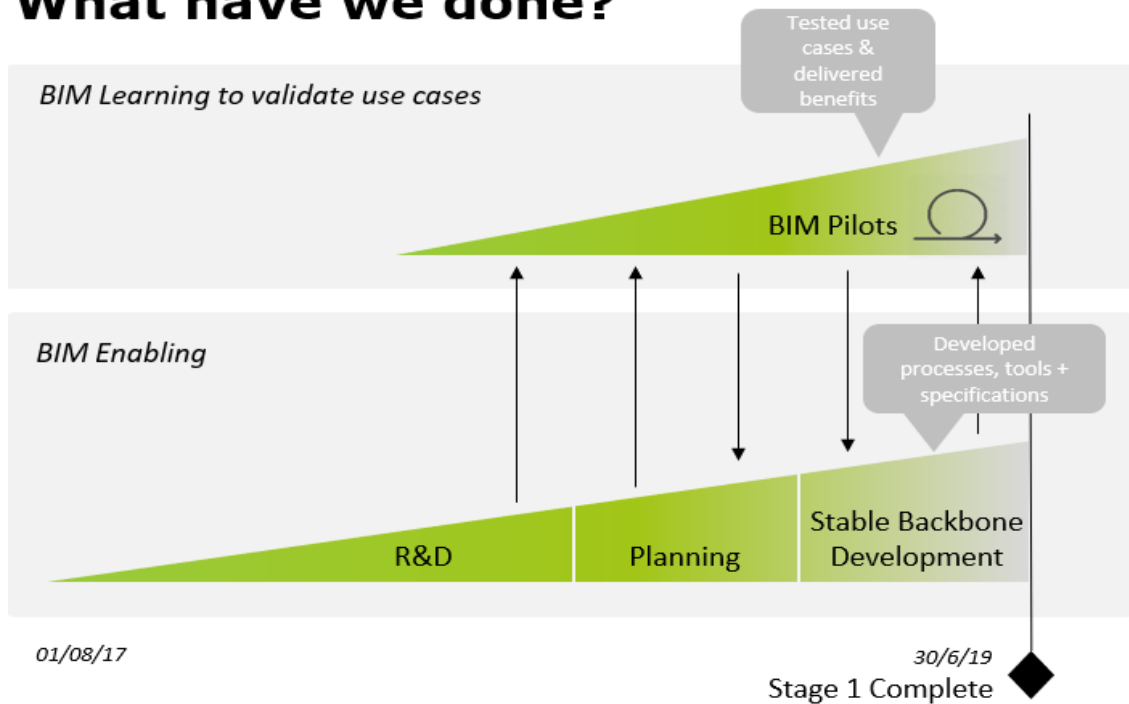 What have we done?
Tested use
cases &
delivered
benefits
BIM Learning to validate use cases
BIM Pilots
BIM Enabling
Developed
processes, tools +
specifications
R&D
Planning
Stable Backbone
Development
01/08/17
30/6/19
Stage 1 Complete